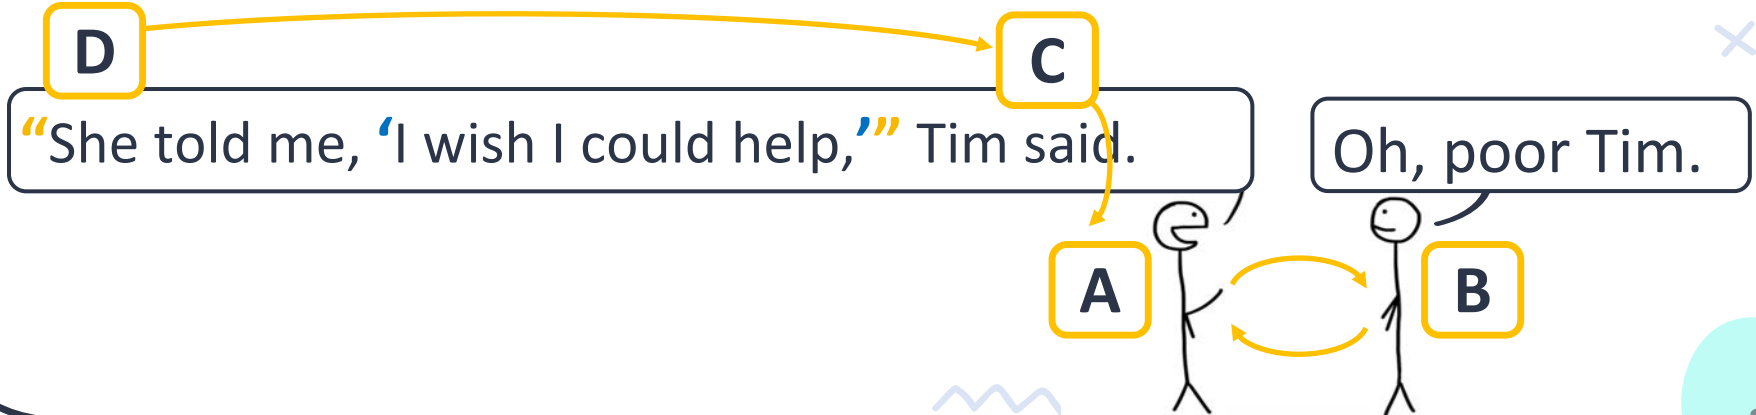 D
C
“She told me, ‘I wish I could help,’” Tim said.
Oh, poor Tim.
A
B